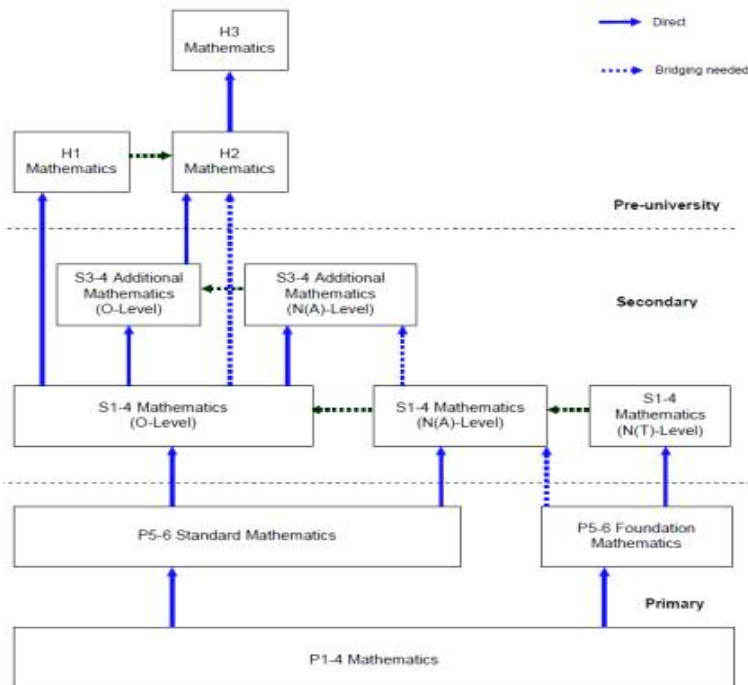 H3
Mathematics
Direct
Bridging needed
H1
Mathematics
H2
Mathematics
Pre-university
S3-4 Additional
Mathematics
(O-Level)
S3-4 Additional
Mathematics
(N(A)-Level)
Secondary
S1-4 Mathematics
(O-Level)
S1-4 Mathematics
(N(A)-Level)
S1-4
Mathematics
(N(T)-Level)
P5-6 Standard Mathematics
P5-6 Foundation
Mathematics
Primary
P1-4 Mathematics